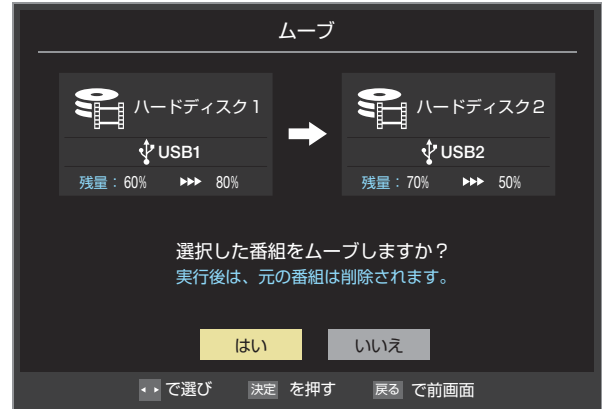 ムーブ
ハードディスク1
USB1
残量：60% ▶▶▶ 80%
ハードディスク2
USB2
残量：70% ▶▶▶ 50%
選択した番組をムーブしますか？
実行後は、元の番組は削除されます。
はい いいえ
で選び 決定 を押す 戻る で前画面